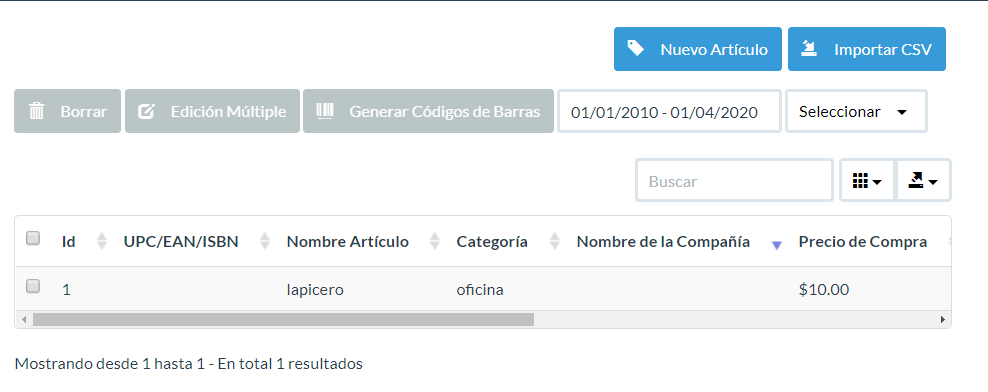 Nuevo Artículo Importar CSV
Borrar Edición Múltiple Generar Códigos de Barras 01/01/2010 - 01/04/2020 Seleccionar
Buscar
Id UPC/EAN/ISBN Nombre Artículo Categoría Nombre de la Compañía Precio de Compra
1 lapicero oficina $10.00
Mostrando desde 1 hasta 1 - En total 1 resultados